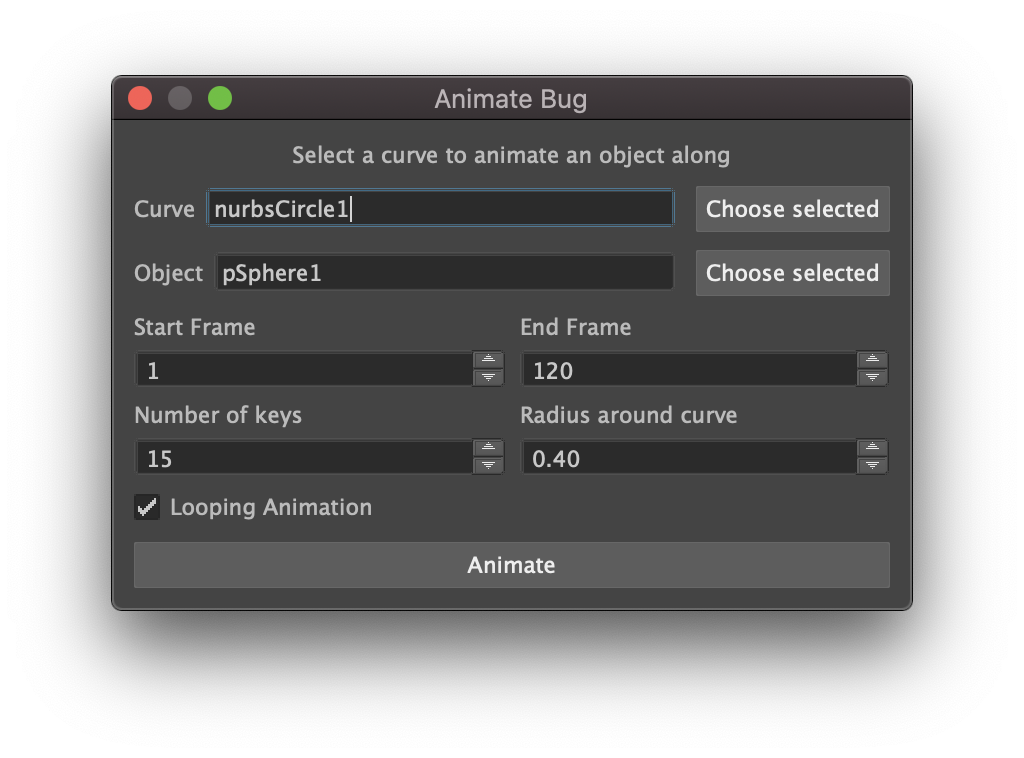 Animate Bug
Select a curve to animate an object along
Curve nurbsCircle1 Choose selected
Object pSphere1 Choose selected
Start Frame End Frame
1 120
Number of keys Radius around curve
15 0.40
Looping Animation
Animate